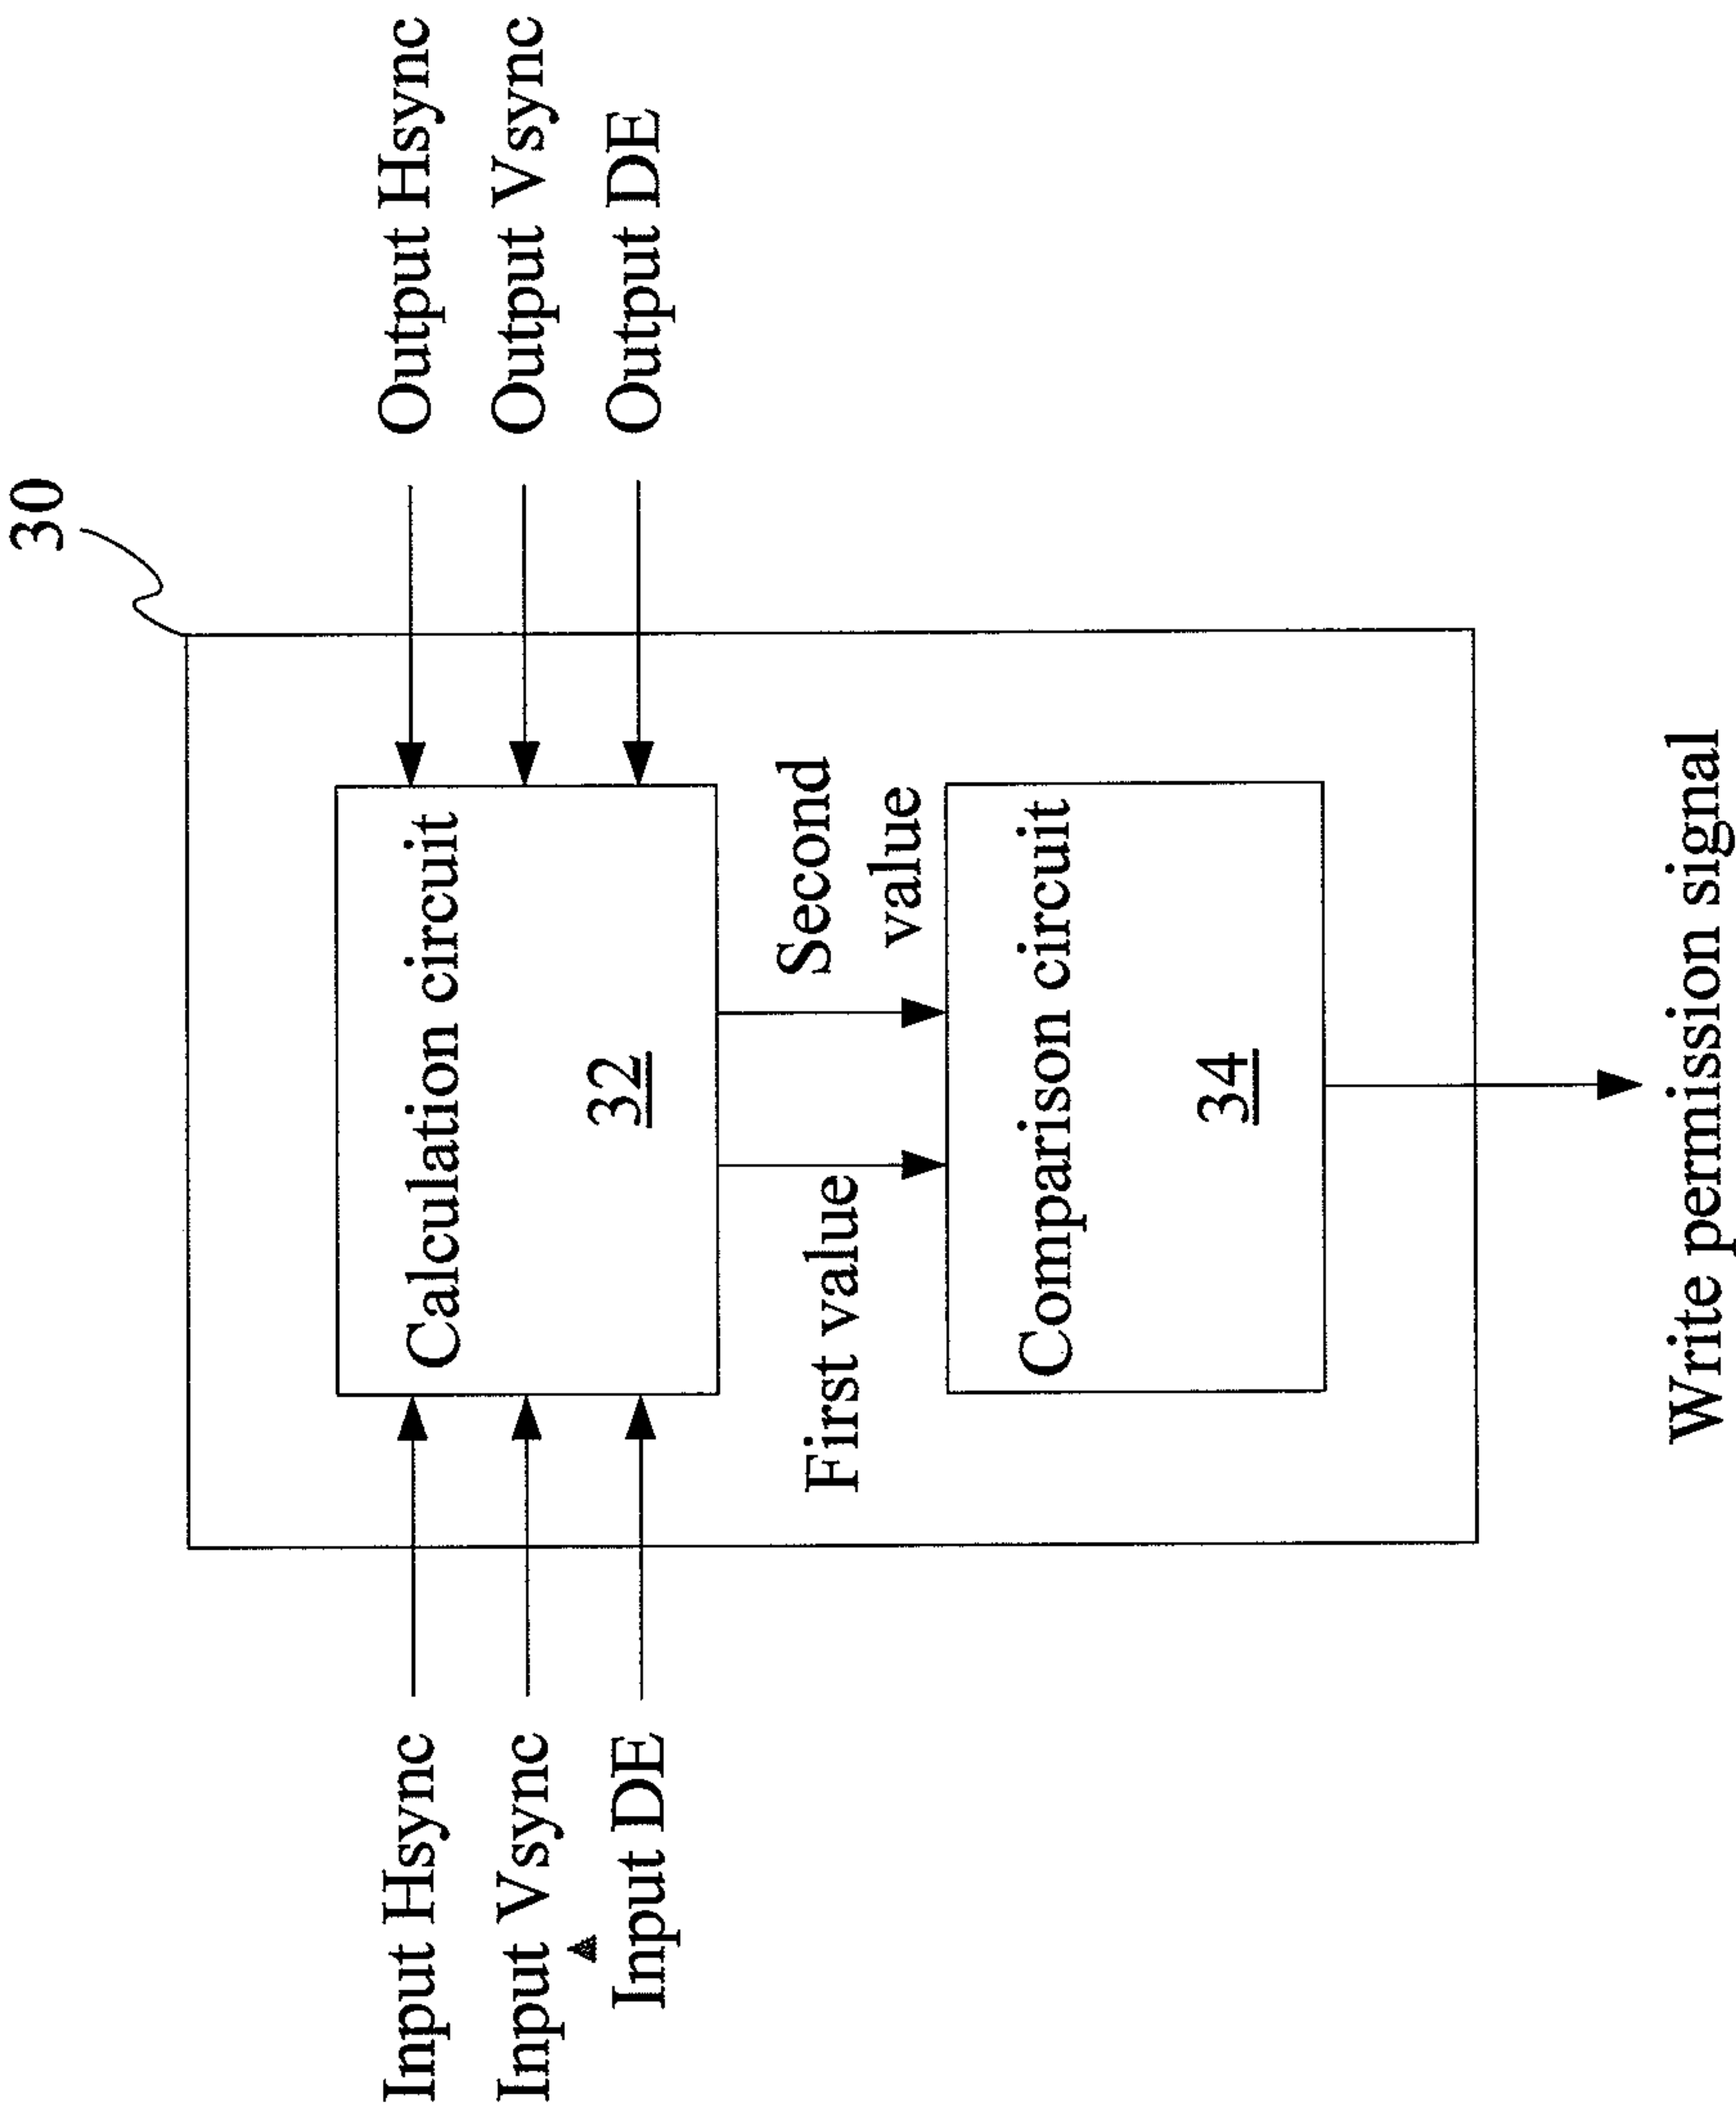 30
Input Hsync
Input Vsync
Input DE
Output Hsync
Output Vsync
Output DE
Calculation circuit
32
First value
Second
value
Comparison circuit
34
Write permission signal